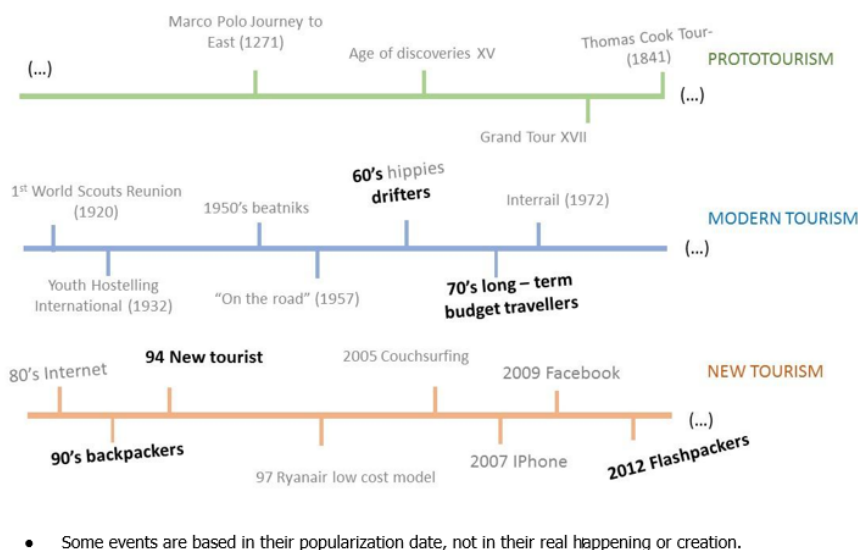 Marco Polo Journey to
East (1271)
Age of discoveries XV
Thomas Cook Tour-
(1841)
PROTOTOURISM
(...)
(...)
Grand Tour XVII
60's hippies
drifters
1st World Scouts Reunion
(1920)
1950's beatniks
Interrail (1972)
MODERN TOURISM
(...)
Youth Hostelling
International (1932)
"On the road" (1957)
70's long – term
budget travellers
80's Internet
94 New tourist
2005 Couchsurfing
2009 Facebook
NEW TOURISM
(...)
90's backpackers
97 Ryanair low cost model
2007 IPhone
2012 Flashpackers
• Some events are based in their popularization date, not in their real happening or creation.